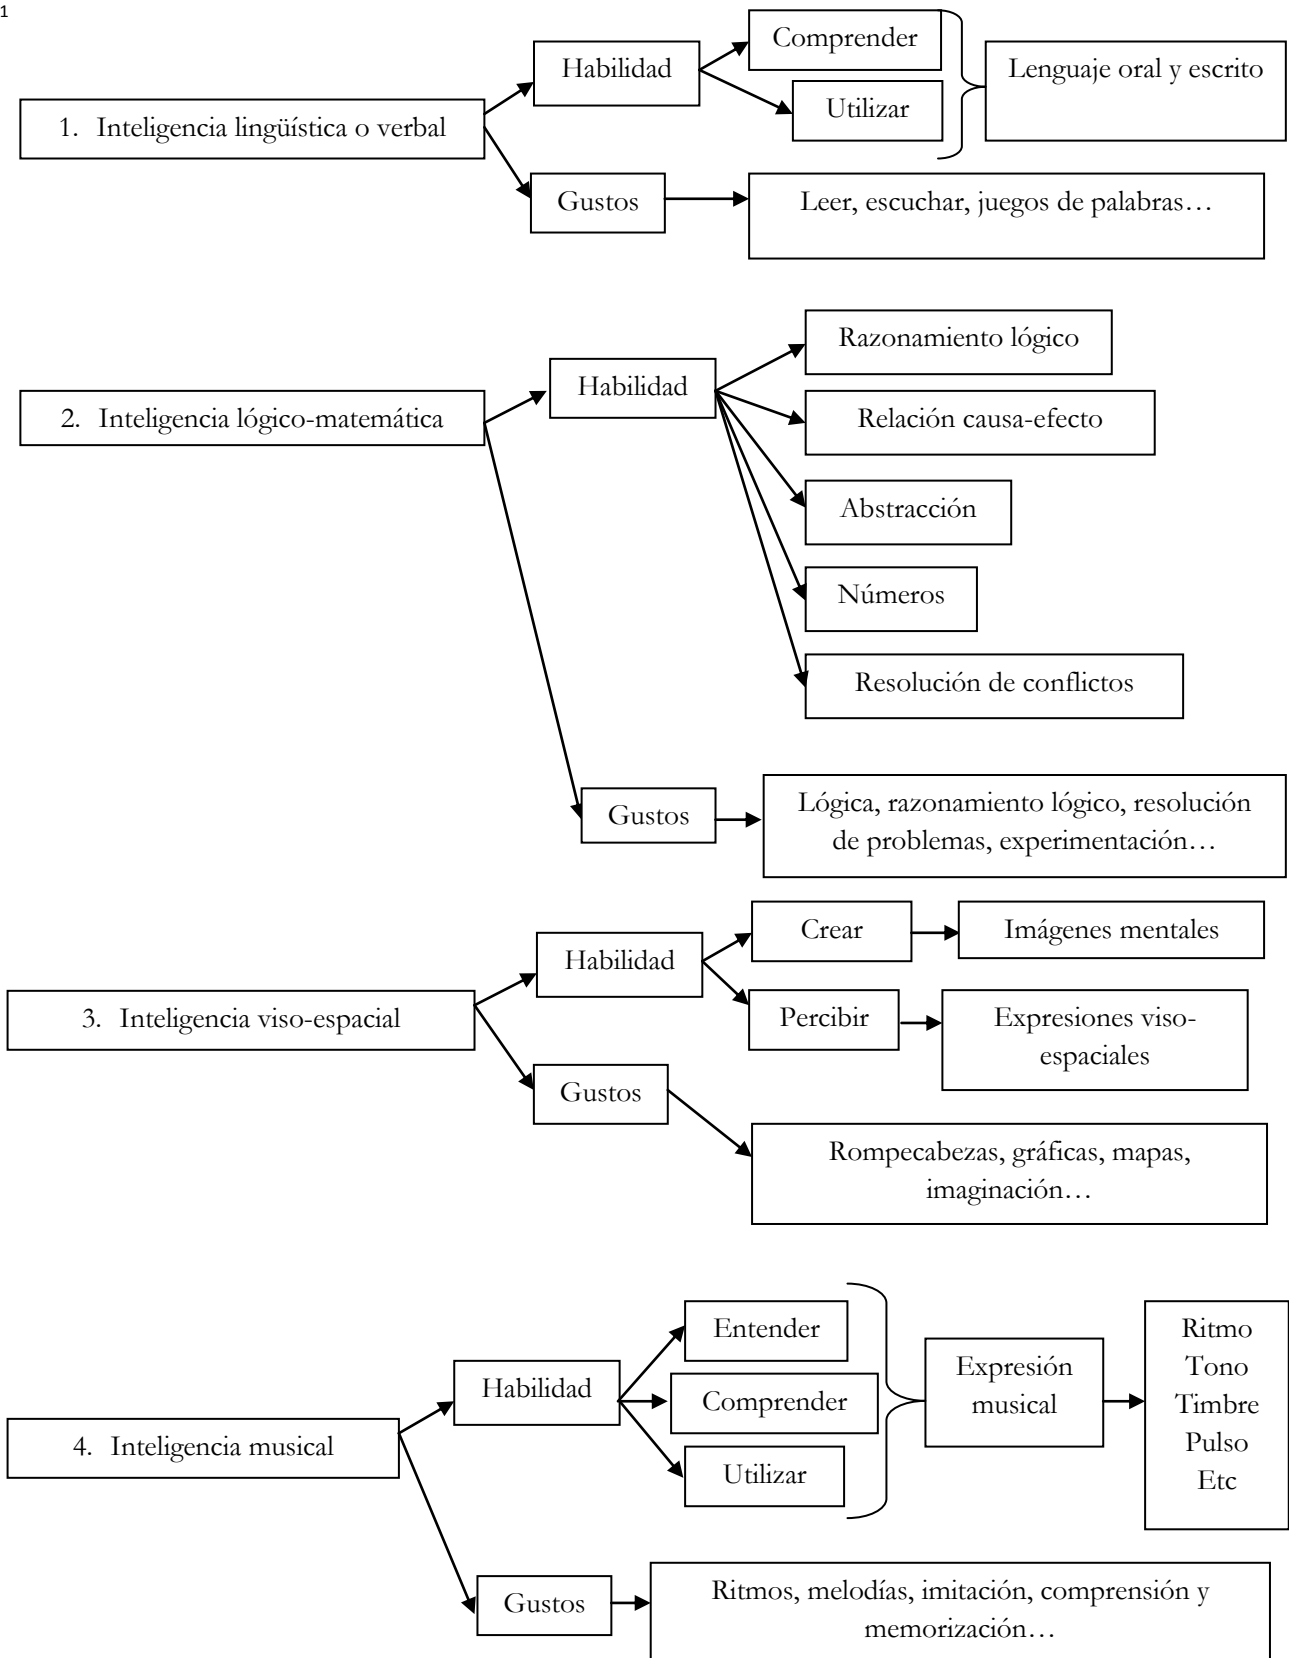 1
Habilidad
Comprender
Utilizar
Lenguaje oral y escrito
1. Inteligencia lingüística o verbal
Gustos
Leer, escuchar, juegos de palabras…
2. Inteligencia lógico-matemática
Habilidad
Razonamiento lógico
Relación causa-efecto
Abstracción
Números
Resolución de conflictos
Gustos
Lógica, razonamiento lógico, resolución
de problemas, experimentación…
3. Inteligencia viso-espacial
Habilidad
Crear
Imágenes mentales
Percibir
Expresiones viso-
espaciales
Gustos
Rompecabezas, gráficas, mapas,
imaginación…
4. Inteligencia musical
Habilidad
Entender
Comprender
Utilizar
Expresión
musical
Ritmo
Tono
Timbre
Pulso
Etc
Gustos
Ritmos, melodías, imitación, comprensión y
memorización…